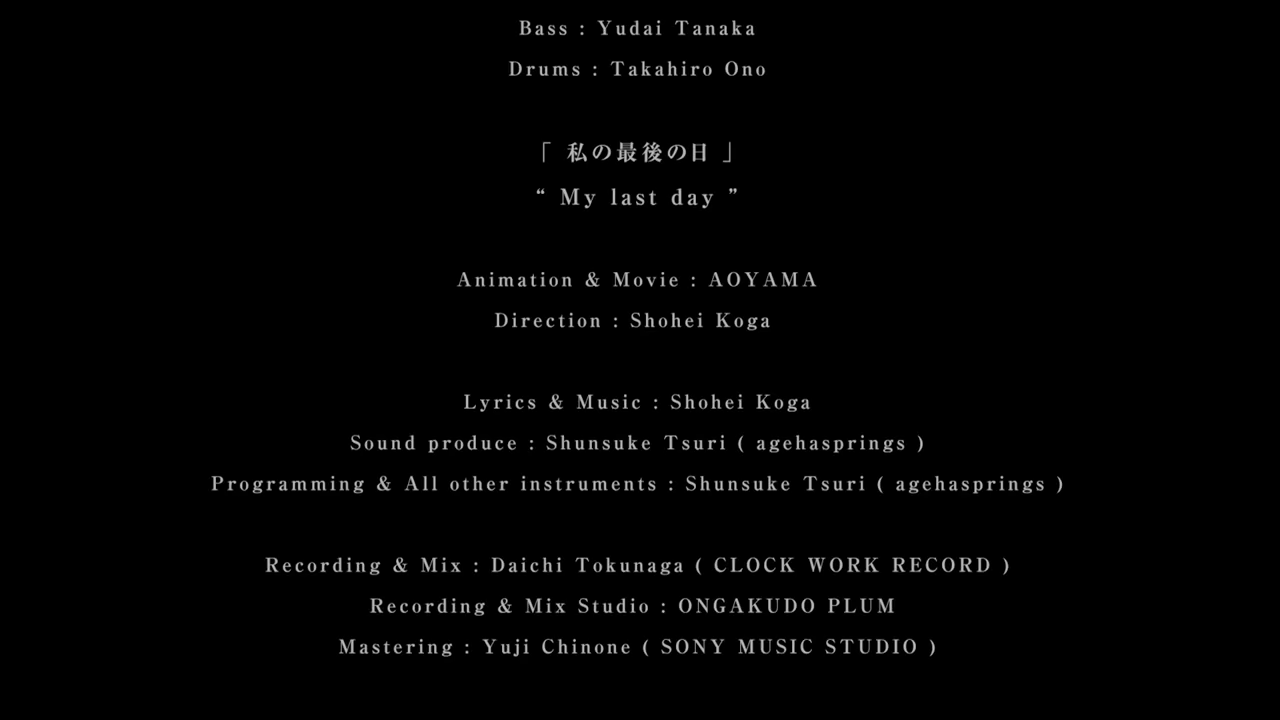 Bass : Yudai Tanaka
Drums : Takahiro Ono
「 私の最後の日 」
“ My last day ”
Animation & Movie : AOYAMA
Direction : Shohei Koga
Lyrics & Music : Shohei Koga
Sound produce : Shunsuke Tsuri ( agehasprings )
Programming & All other instruments : Shunsuke Tsuri ( agehasprings )
Recording & Mix : Daichi Tokunaga ( CLOCK WORK RECORD )
Recording & Mix Studio : ONGAKUDO PLUM
Mastering : Yuji Chinone ( SONY MUSIC STUDIO )